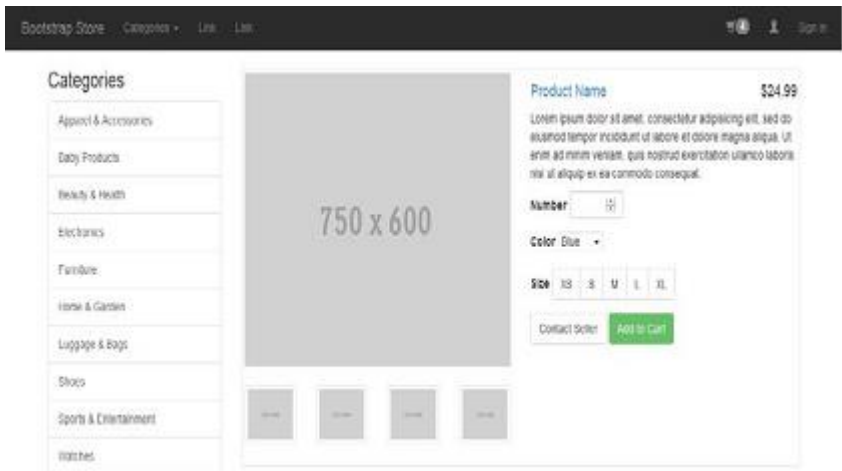 Bootstrap Store Categories Link Link Sign In
Categories
Apparel & Accessories
Baby Products
Beauty & Health
Electronics
Furniture
Home & Garden
Luggage & Bags
Shoes
Sports & Entertainment
Watches
750 x 600
Product Name $24.99
Lorem ipsum dolor sit amet, consectetur adipisicing elit, sed do
eiusmod tempor incididunt ut labore et dolore magna aliqua. Ut
enim ad minim veniam, quis nostrud exercitation ullamco laboris
nisi ut aliquip ex ea commodo consequat.
Number
Color Blue
Size XS S M L XL
Contact Seller Add to Cart